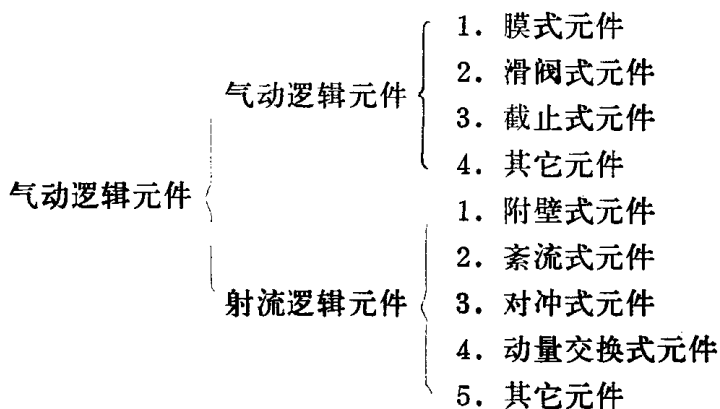 1. 膜式元件
2. 滑阀式元件
气动逻辑元件
3. 截止式元件
4. 其它元件
气动逻辑元件
1. 附壁式元件
2. 紊流式元件
射流逻辑元件
3. 对冲式元件
4. 动量交换式元件
5. 其它元件